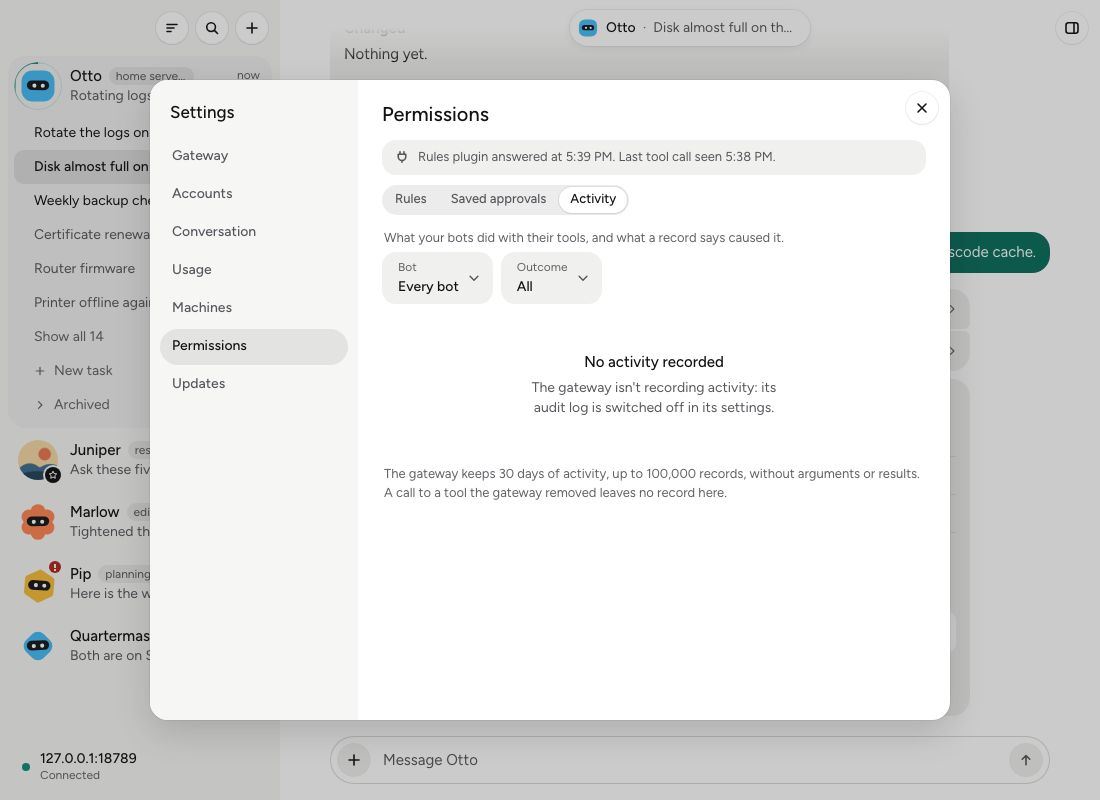 Otto · Disk almost full on th...
Changed
Nothing yet.
Otto home serve... now
Rotating logs
Rotate the logs on
Disk almost full on
Weekly backup che
Certificate renewa
Router firmware
Printer offline again
Show all 14
New task
Archived
Juniper res
Ask these fiv
Marlow edi
Tightened th
Pip planning
Here is the w
Quartermas
Both are on S
127.0.0.1:18789
Connected
Settings
Gateway
Accounts
Conversation
Usage
Machines
Permissions
Updates
Permissions
Rules plugin answered at 5:39 PM. Last tool call seen 5:38 PM.
Rules Saved approvals Activity
What your bots did with their tools, and what a record says caused it.
Bot
Every bot
Outcome
All
No activity recorded
The gateway isn't recording activity: its
audit log is switched off in its settings.
The gateway keeps 30 days of activity, up to 100,000 records, without arguments or results.
A call to a tool the gateway removed leaves no record here.
scode cache.
Message Otto